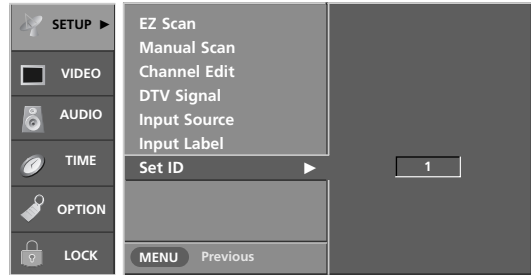 SETUP ►
VIDEO
AUDIO
TIME
OPTION
LOCK
EZ Scan
Manual Scan
Channel Edit
DTV Signal
Input Source
Input Label
Set ID ►
1
MENU Previous